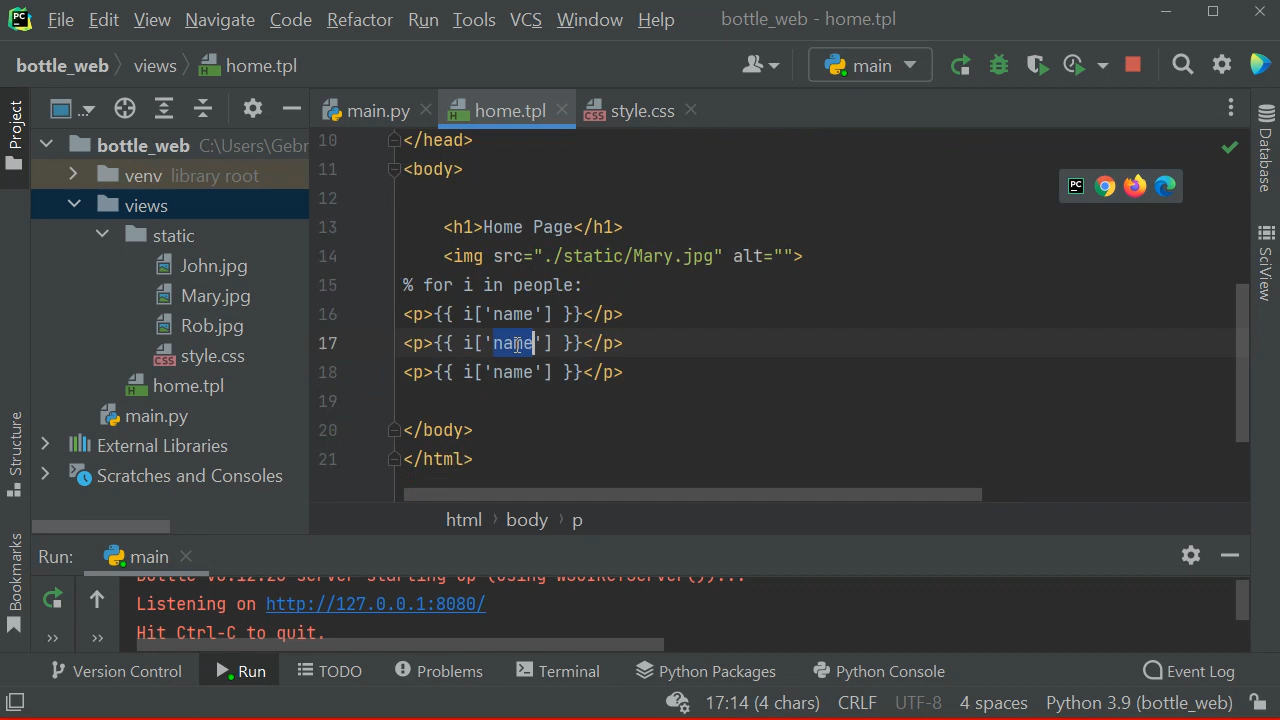 File Edit View Navigate Code Refactor Run Tools VCS Window Help bottle_web - home.tpl
bottle_web views home.tpl main
Project
main.py home.tpl style.css
bottle_web C:\Users\Gebr
venv library root
views
static
John.jpg
Mary.jpg
Rob.jpg
style.css
home.tpl
main.py
External Libraries
Scratches and Consoles
10 </head>
11 <body>
12
13 <h1>Home Page</h1>
14 <img src="./static/Mary.jpg" alt="">
15 % for i in people:
16 <p>{{ i['name'] }}</p>
17 <p>{{ i['name'] }}</p>
18 <p>{{ i['name'] }}</p>
19
20 </body>
21 </html>
html body p
Database
SciView
Structure
Bookmarks
Run: main
Bottle v0.12.20 server starting up (using WSGIRefServer())...
Listening on http://127.0.0.1:8080/
Hit Ctrl-C to quit.
Version Control Run TODO Problems Terminal Python Packages Python Console Event Log
17:14 (4 chars) CRLF UTF-8 4 spaces Python 3.9 (bottle_web)